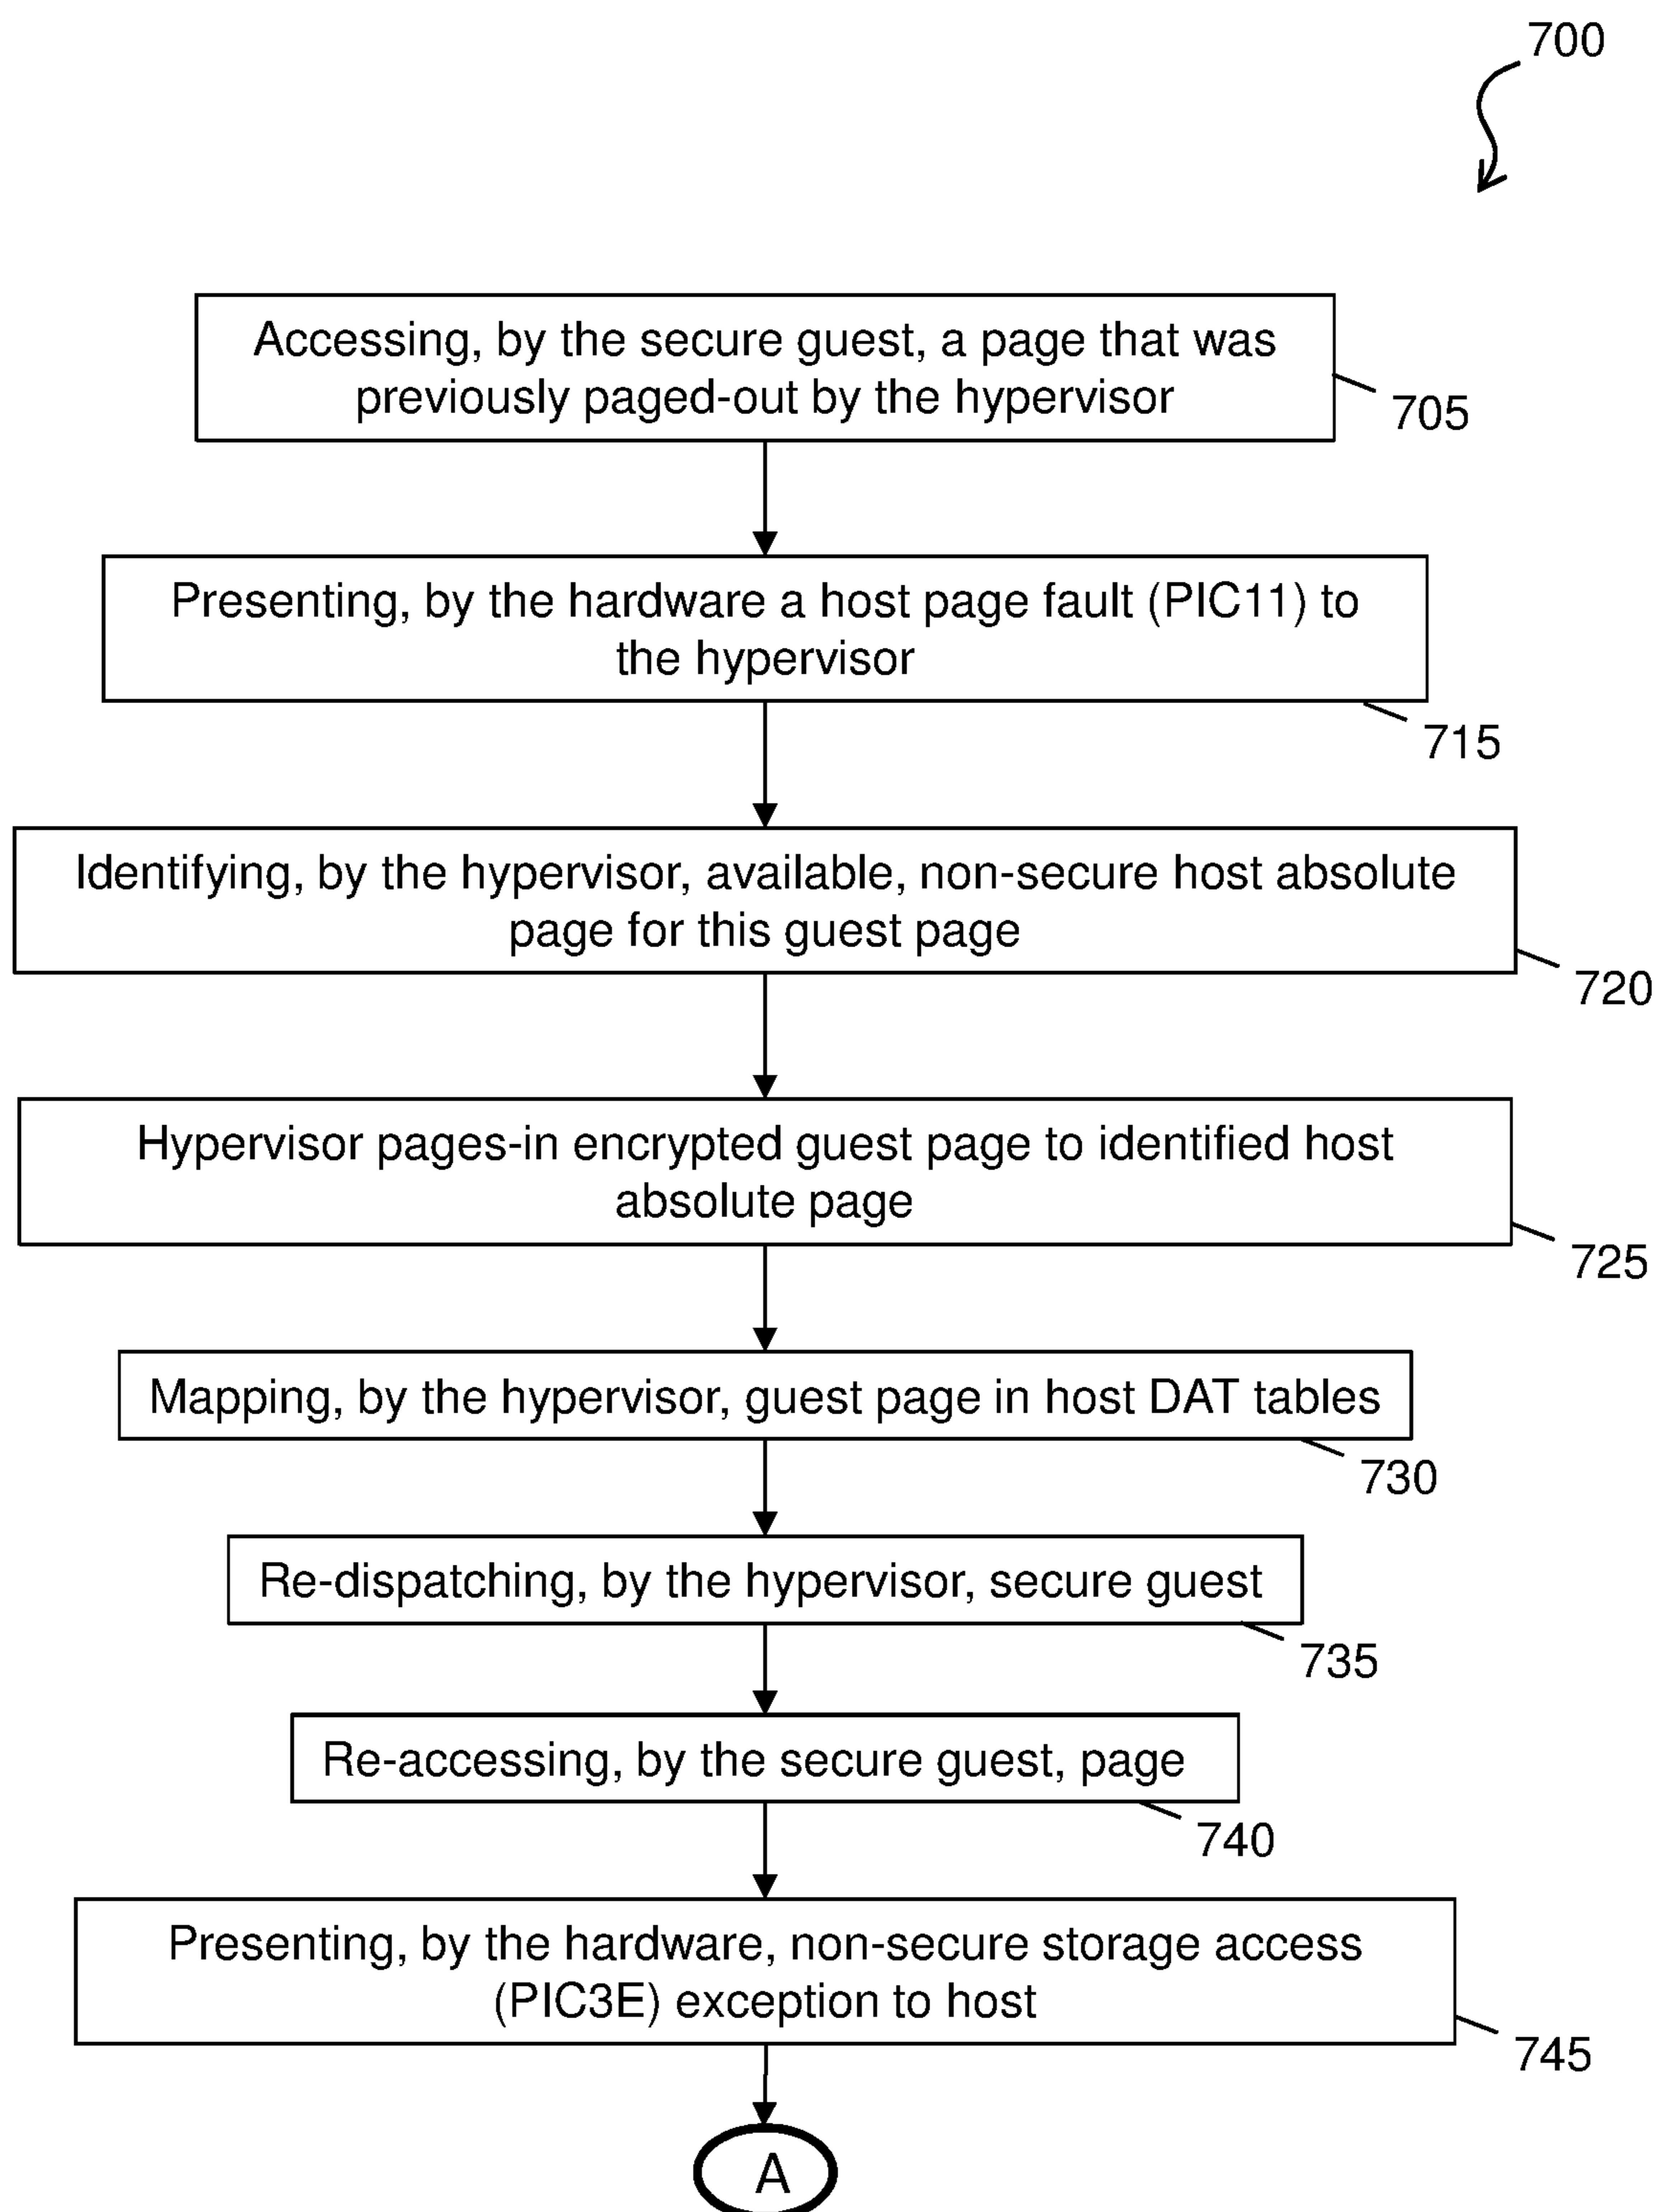 700
Accessing, by the secure guest, a page that was
previously paged-out by the hypervisor
705
Presenting, by the hardware a host page fault (PIC11) to
the hypervisor
715
Identifying, by the hypervisor, available, non-secure host absolute
page for this guest page
720
Hypervisor pages-in encrypted guest page to identified host
absolute page
725
Mapping, by the hypervisor, guest page in host DAT tables
730
Re-dispatching, by the hypervisor, secure guest
735
Re-accessing, by the secure guest, page
740
Presenting, by the hardware, non-secure storage access
(PIC3E) exception to host
745
A